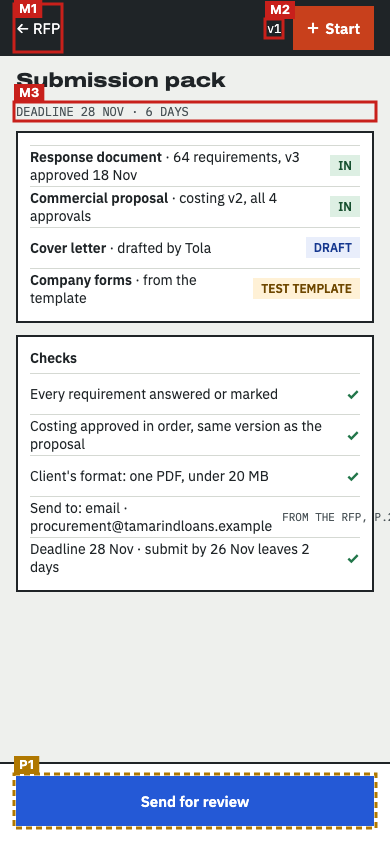 M1
M2
← RFP
v1
+ Start
Submission pack
M3
DEADLINE 28 NOV · 6 DAYS
Response document · 64 requirements, v3
approved 18 Nov
IN
Commercial proposal · costing v2, all 4
approvals
IN
Cover letter · drafted by Tola
DRAFT
Company forms · from the
template
TEST TEMPLATE
Checks
Every requirement answered or marked
✓
Costing approved in order, same version as the
proposal
✓
Client's format: one PDF, under 20 MB
✓
Send to: email ·
procurement@tamarindloans.example
FROM THE RFP, P.2
Deadline 28 Nov · submit by 26 Nov leaves 2
days
✓
P1
Send for review